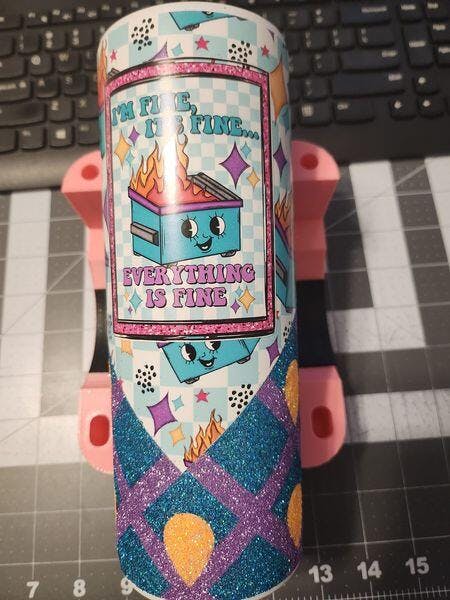 I'M FINE,
IT'S FINE...
EVERYTHING
IS FINE
7 8 9 13 14 15